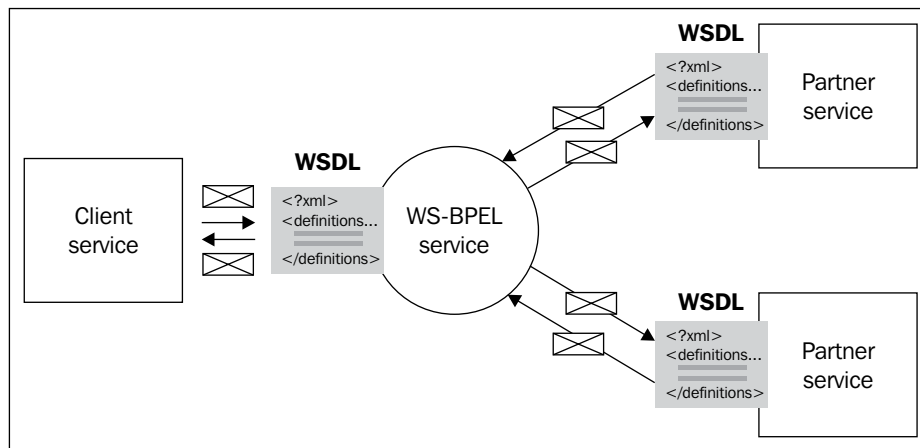 WSDL
<?xml>
<definitions...
</definitions>
Partner
service
WSDL
<?xml>
<definitions...
</definitions>
Client
service
WS-BPEL
service
WSDL
<?xml>
<definitions...
</definitions>
Partner
service